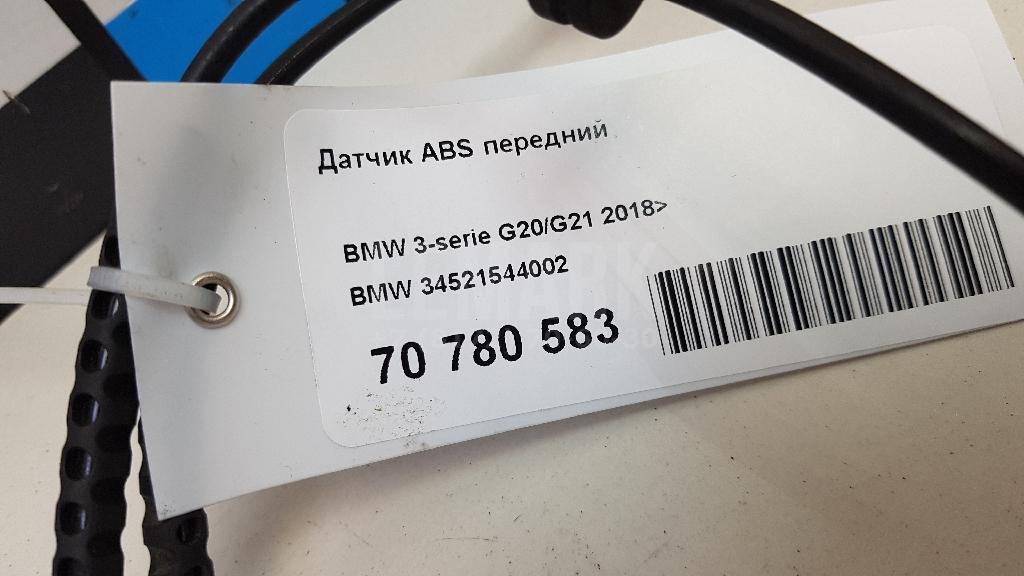 Датчик ABS передний
BMW 3-serie G20/G21 2018>
BMW 34521544002
70 780 583